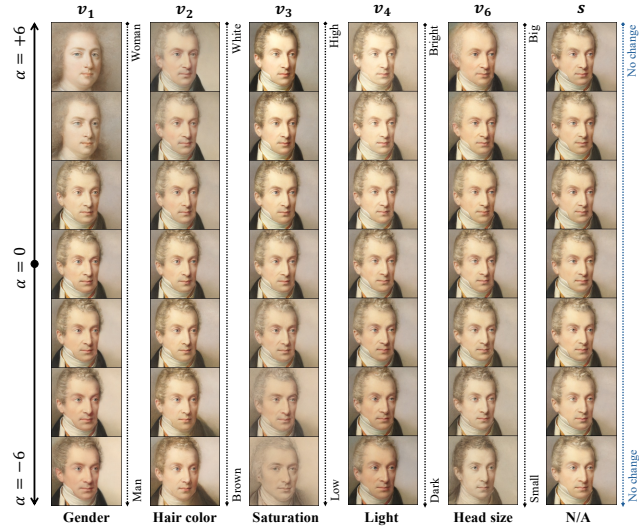 v₁ v₂ v₃ v₄ v₆ s
α = +6
α = 0
α = −6
Woman
Man
White
Brown
High
Low
Bright
Dark
Big
Small
No change
No change
Gender Hair color Saturation Light Head size N/A